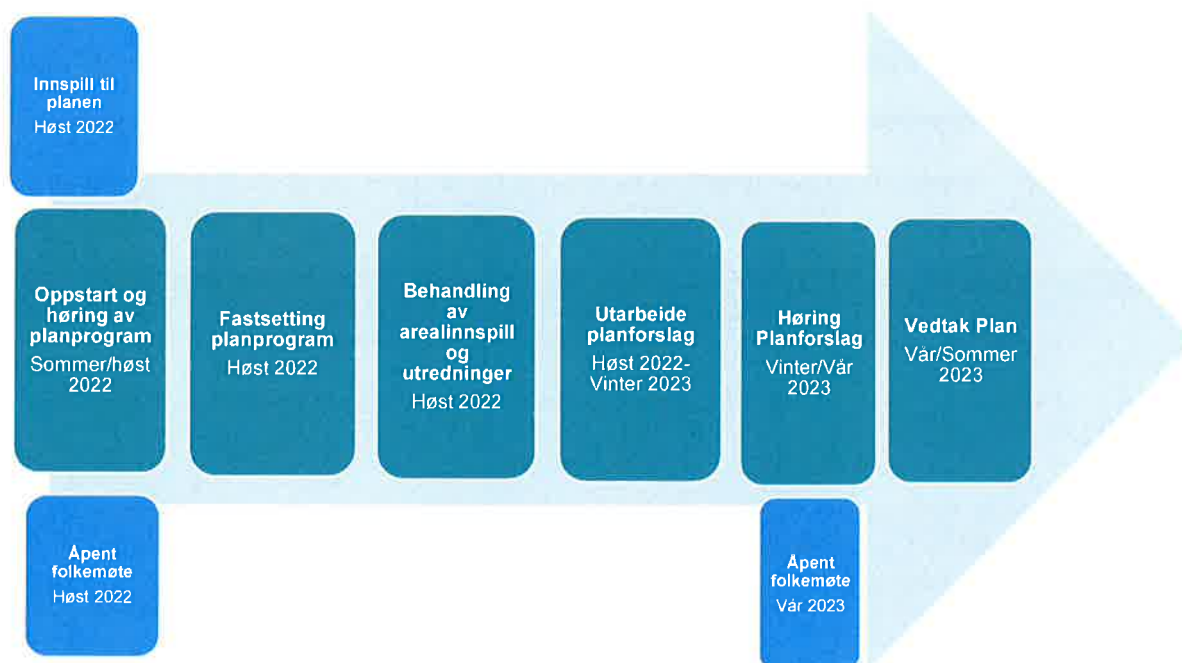 Innspill til
planen
Høst 2022
Oppstart og
høring av
planprogram
Sommer/høst
2022
Fastsetting
planprogram
Høst 2022
Behandling
av
arealinnspill
og
utredninger
Høst 2022
Utarbeide
planforslag
Høst 2022-
Vinter 2023
Høring
Planforslag
Vinter/Vår
2023
Vedtak Plan
Vår/Sommer
2023
Åpent
folkemøte
Høst 2022
Åpent
folkemøte
Vår 2023